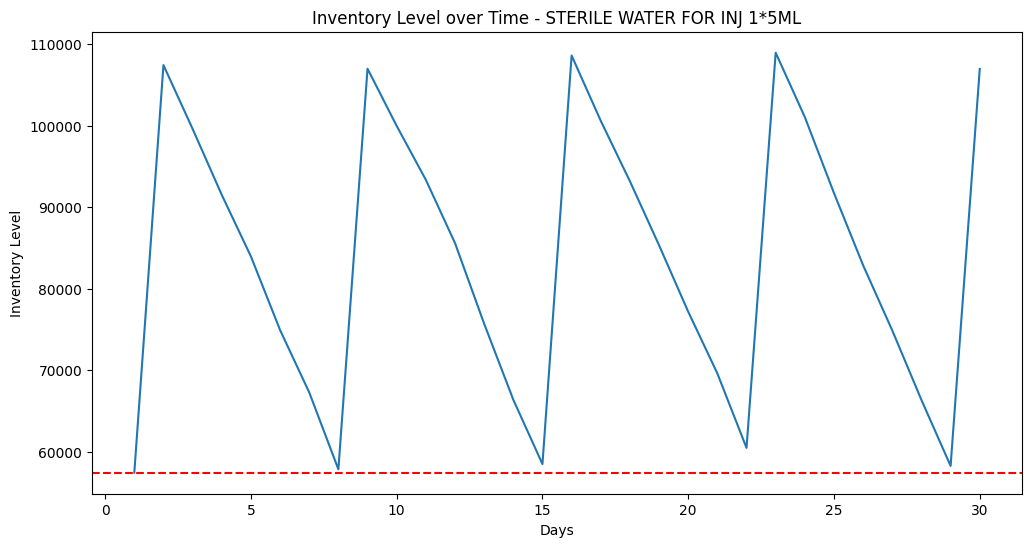 Inventory Level over Time - STERILE WATER FOR INJ 1*5ML
110000
100000
90000
80000
70000
60000
Inventory Level
0 5 10 15 20 25 30
Days